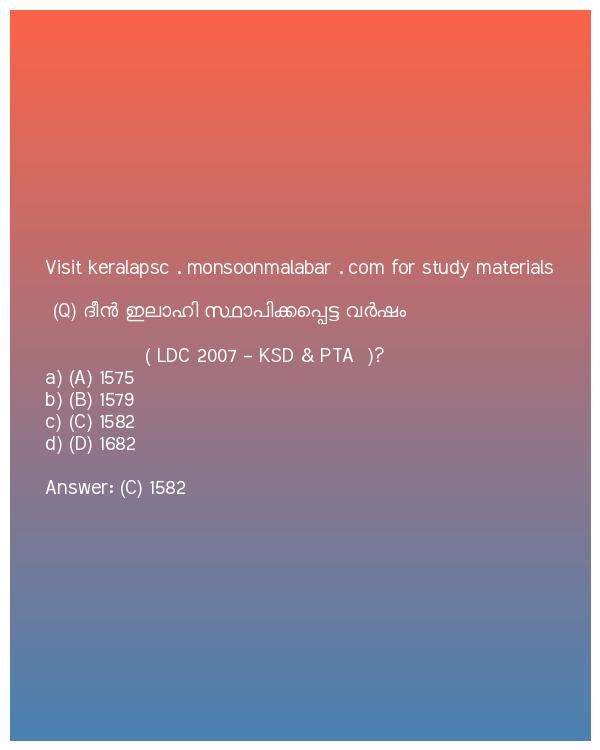 Visit keralapsc . monsoonmalabar . com for study materials
(Q) ദീൻ ഇലാഹി സ്ഥാപിക്കപ്പെട്ട വർഷം
( LDC 2007 – KSD & PTA )?
a) (A) 1575
b) (B) 1579
c) (C) 1582
d) (D) 1682
Answer: (C) 1582